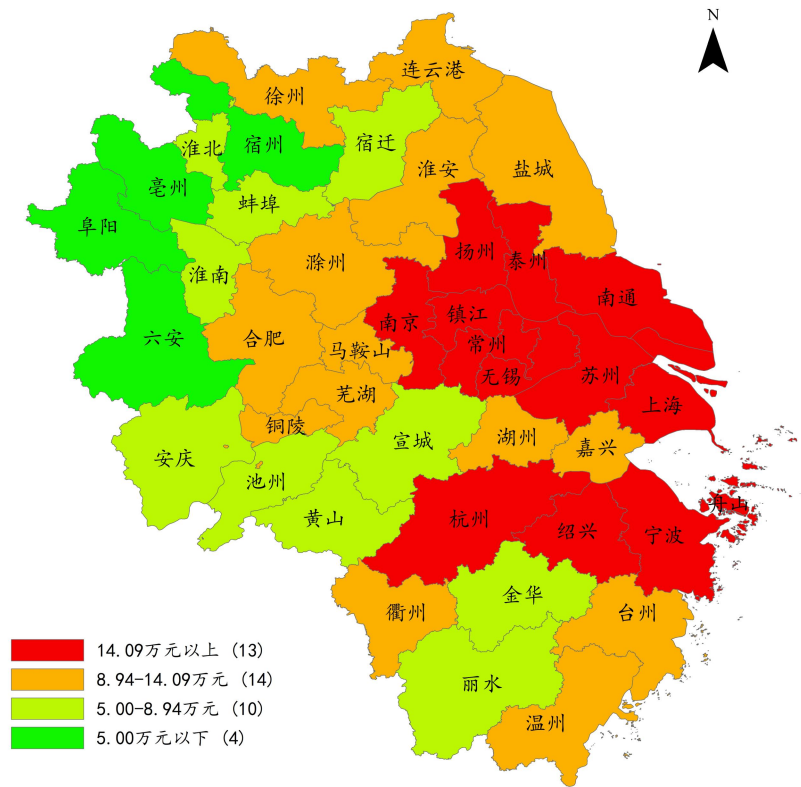 N
连云港
徐州
淮北
宿州
宿迁
淮安
盐城
亳州
蚌埠
阜阳
滁州
扬州
泰州
淮南
南通
南京
镇江
六安
合肥
马鞍山
常州
无锡
苏州
芜湖
上海
铜陵
宣城
湖州
嘉兴
安庆
池州
黄山
杭州
绍兴
宁波
舟山
金华
衢州
台州
丽水
温州
14.09万元以上 (13)
8.94-14.09万元 (14)
5.00-8.94万元 (10)
5.00万元以下 (4)